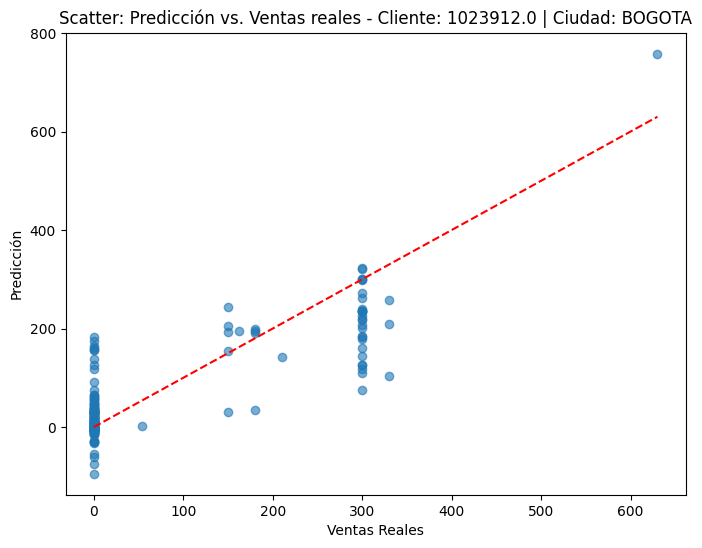 Scatter: Predicción vs. Ventas reales - Cliente: 1023912.0 | Ciudad: BOGOTA
800
600
400
200
0
Predicción
0 100 200 300 400 500 600
Ventas Reales